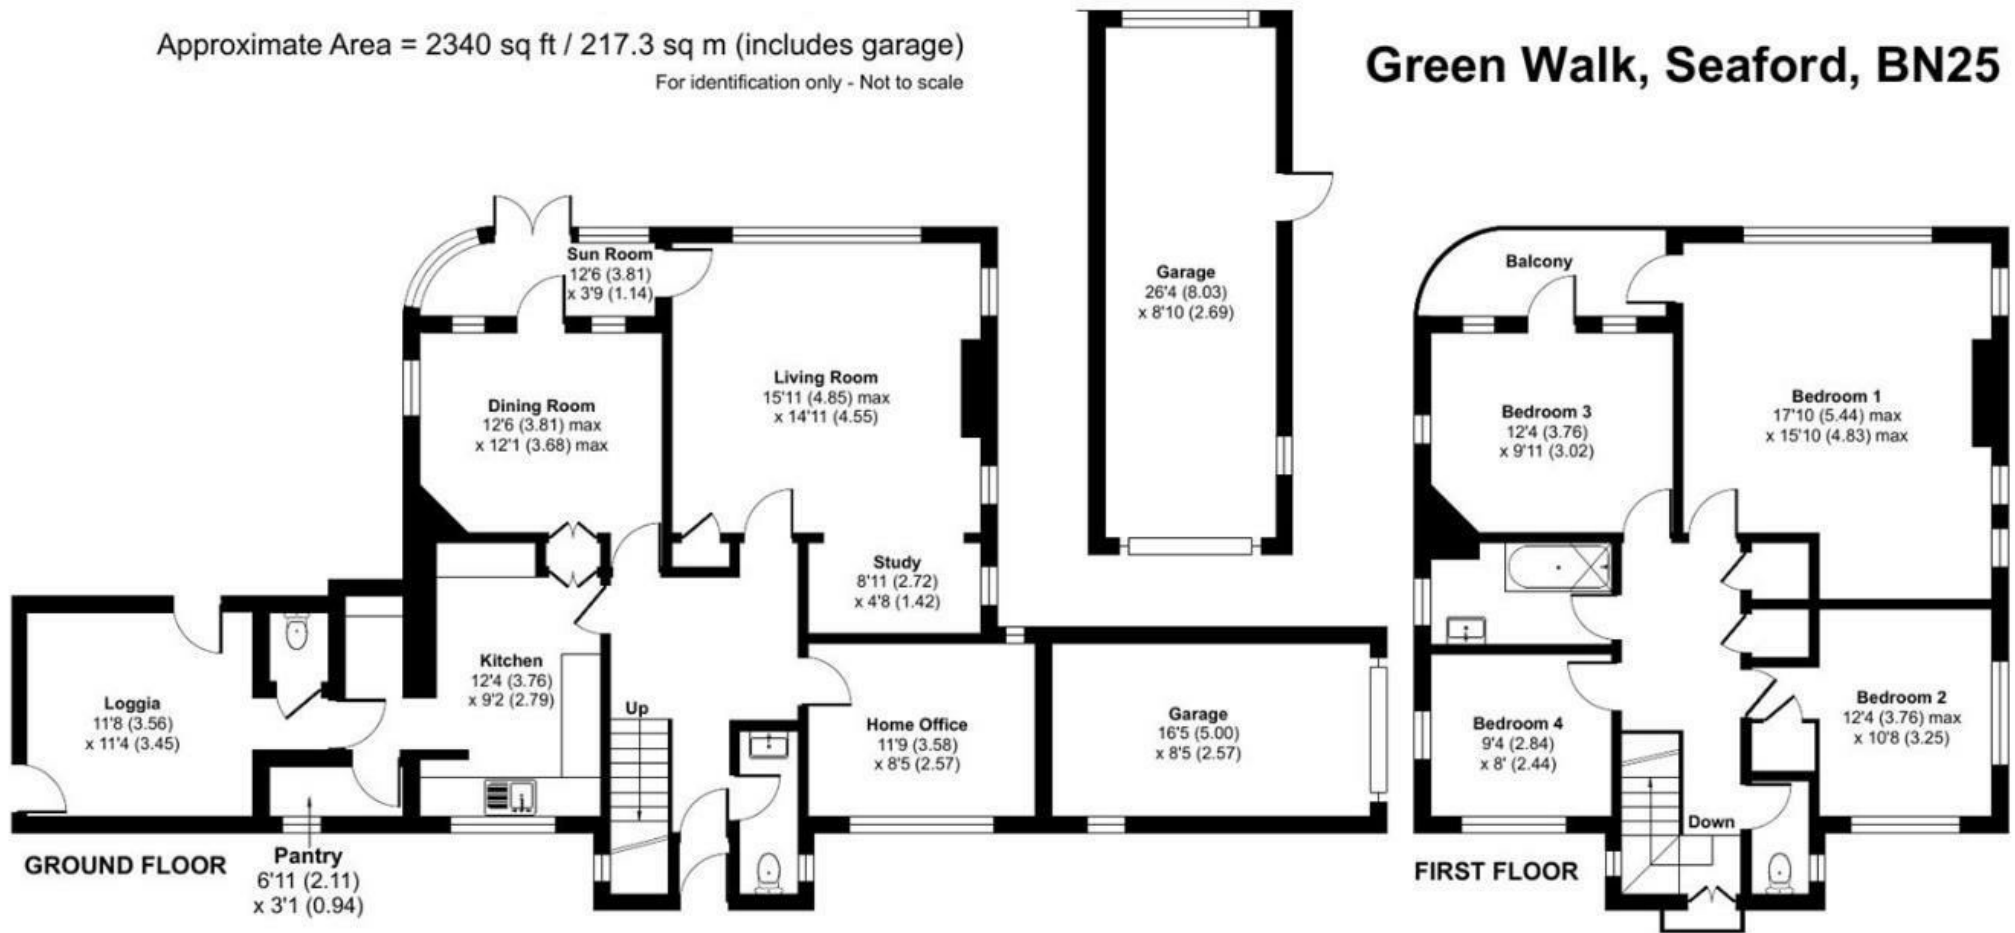 Approximate Area = 2340 sq ft / 217.3 sq m (includes garage)
For identification only - Not to scale
Green Walk, Seaford, BN25
Sun Room
12'6 (3.81)
x 3'9 (1.14)
Garage
26'4 (8.03)
x 8'10 (2.69)
Living Room
15'11 (4.85) max
x 14'11 (4.55)
Dining Room
12'6 (3.81) max
x 12'1 (3.68) max
Study
8'11 (2.72)
x 4'8 (1.42)
Kitchen
12'4 (3.76)
x 9'2 (2.79)
Loggia
11'8 (3.56)
x 11'4 (3.45)
Up
Home Office
11'9 (3.58)
x 8'5 (2.57)
Garage
16'5 (5.00)
x 8'5 (2.57)
GROUND FLOOR
Pantry
6'11 (2.11)
x 3'1 (0.94)
Balcony
Bedroom 1
17'10 (5.44) max
x 15'10 (4.83) max
Bedroom 3
12'4 (3.76)
x 9'11 (3.02)
Bedroom 2
12'4 (3.76) max
x 10'8 (3.25)
Bedroom 4
9'4 (2.84)
x 8' (2.44)
Down
FIRST FLOOR